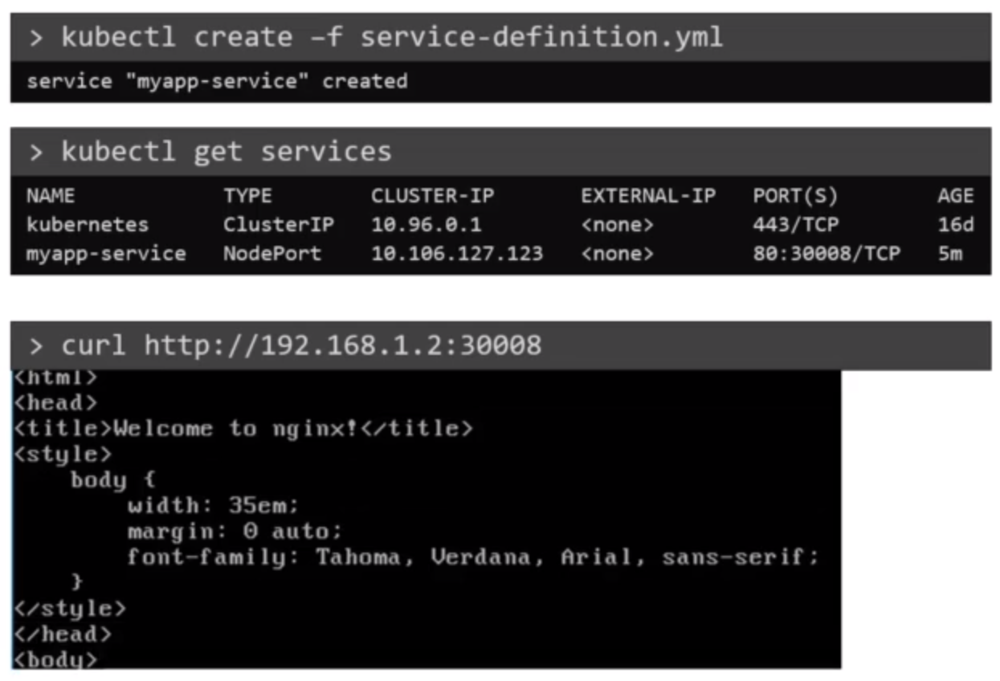 > kubectl create –f service-definition.yml
service "myapp-service" created
> kubectl get services
NAME TYPE CLUSTER-IP EXTERNAL-IP PORT(S) AGE
kubernetes ClusterIP 10.96.0.1 <none> 443/TCP 16d
myapp-service NodePort 10.106.127.123 <none> 80:30008/TCP 5m
> curl http://192.168.1.2:30008
<html>
<head>
<title>Welcome to nginx!</title>
<style>
body {
width: 35em;
margin: 0 auto;
font-family: Tahoma, Verdana, Arial, sans-serif;
}
</style>
</head>
<body>